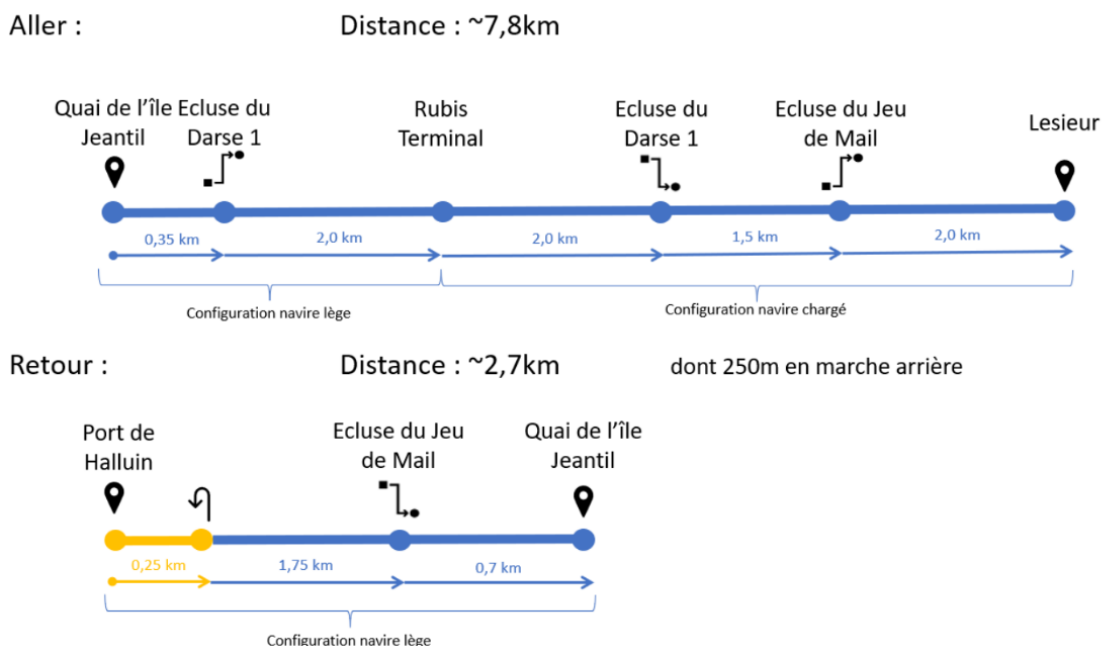 Aller :
Distance : ~7,8km
Quai de l'île
Jeantil
Ecluse du
Darse 1
Rubis
Terminal
Ecluse du
Darse 1
Ecluse du Jeu
de Mail
Lesieur
0,35 km
2,0 km
2,0 km
1,5 km
2,0 km
Configuration navire lège
Configuration navire chargé
Retour :
Distance : ~2,7km
dont 250m en marche arrière
Port de
Halluin
Ecluse du Jeu
de Mail
Quai de l'île
Jeantil
0,25 km
1,75 km
0,7 km
Configuration navire lège